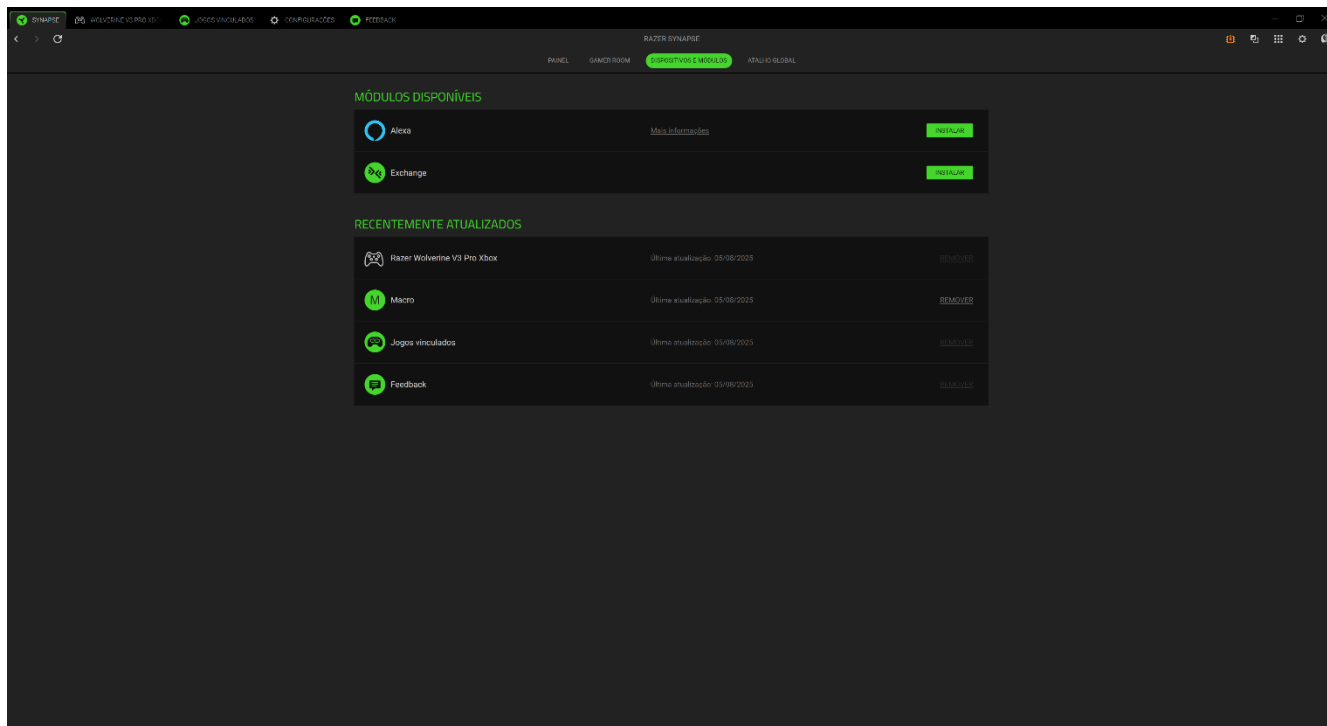 SYNAPSE WOLVERINE V3 PRO XBO JOGOS VINCULADOS CONFIGURAÇÕES FEEDBACK
RAZER SYNAPSE
PAINEL GAMER ROOM DISPOSITIVOS E MÓDULOS ATALHO GLOBAL
MÓDULOS DISPONÍVEIS
Alexa Mais informações INSTALAR
Exchange INSTALAR
RECENTEMENTE ATUALIZADOS
Razer Wolverine V3 Pro Xbox Última atualização: 05/08/2025 REMOVER
M Macro Última atualização: 05/08/2025 REMOVER
Jogos vinculados Última atualização: 05/08/2025 REMOVER
Feedback Última atualização: 05/08/2025 REMOVER